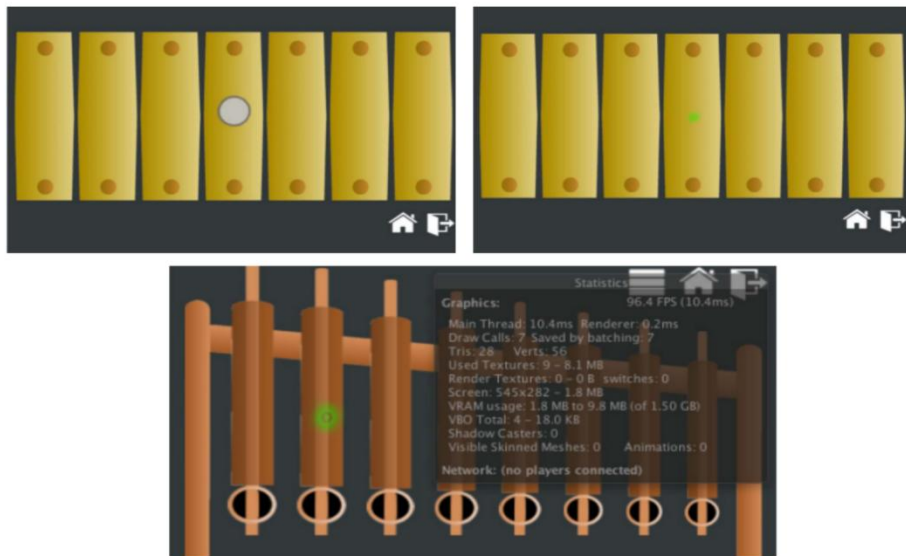 Statistics
Graphics:
96.4 FPS (10.4ms)
Main Thread: 10.4ms Renderer: 0.2ms
Draw Calls: 7 Saved by batching: 7
Tris: 28 Verts: 56
Used Textures: 9 – 8.1 MB
Render Textures: 0 – 0 B switches: 0
Screen: 545x282 – 1.8 MB
VRAM usage: 1.8 MB to 9.8 MB (of 1.50 GB)
VBO Total: 4 – 18.0 KB
Shadow Casters: 0
Visible Skinned Meshes: 0 Animations: 0
Network: (no players connected)